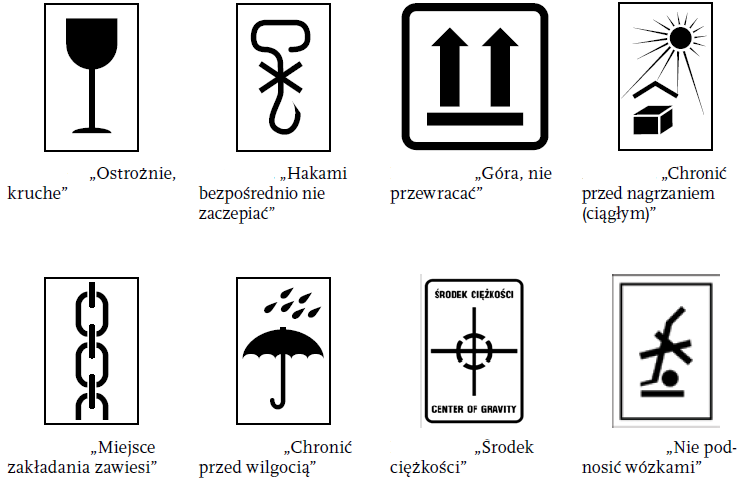 „Ostrożnie,
kruche”
„Hakami
bezpośrednio nie
zaczepiać”
„Góra, nie
przewracać”
„Chronić
przed nagrzaniem
(ciągłym)”
ŚRODEK CIĘŻKOŚCI
CENTER OF GRAVITY
„Miejsce
zakładania zawiesi”
„Chronić
przed wilgocią”
„Środek
ciężkości”
„Nie pod-
nosić wózkami”